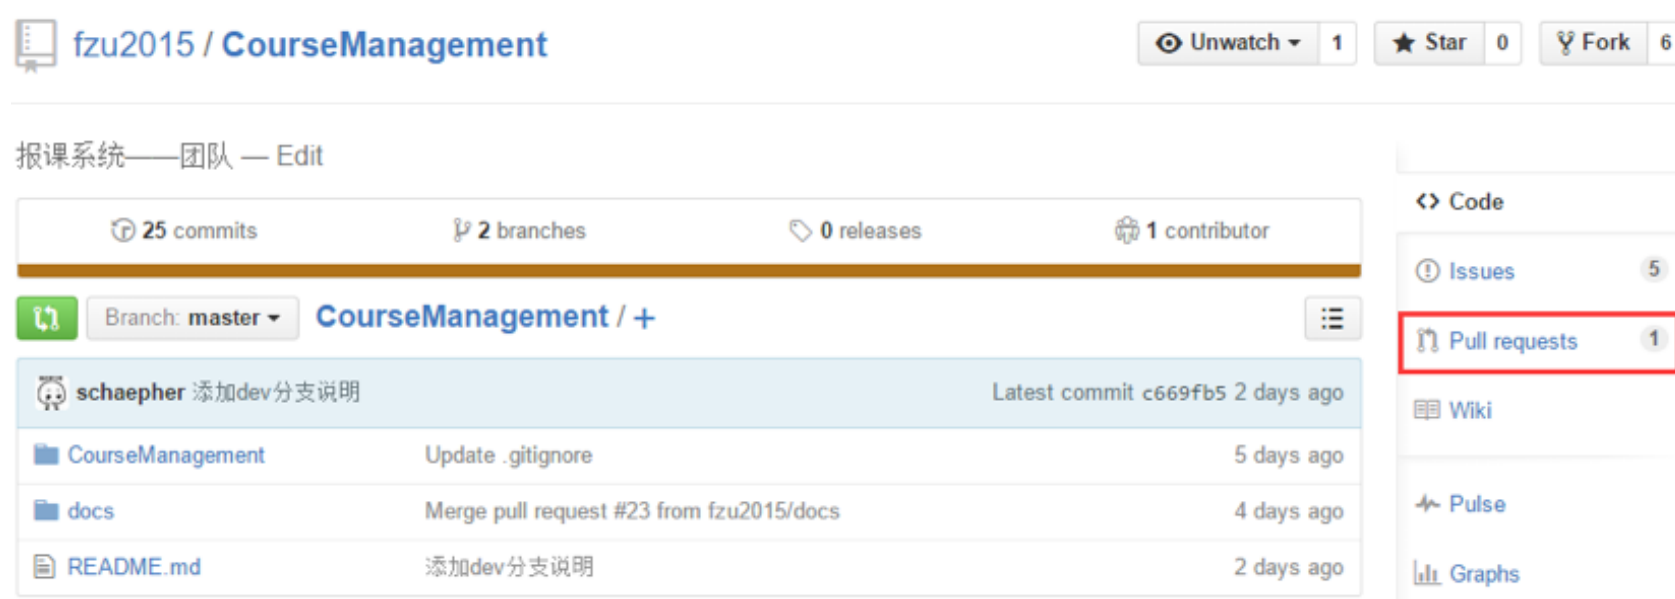 fzu2015 / CourseManagement
Unwatch 1 Star 0 Fork 6
报课系统——团队 — Edit
25 commits 2 branches 0 releases 1 contributor
Branch: master CourseManagement / +
schaepher 添加dev分支说明 Latest commit c669fb5 2 days ago
CourseManagement Update .gitignore 5 days ago
docs Merge pull request #23 from fzu2015/docs 4 days ago
README.md 添加dev分支说明 2 days ago
Code
Issues 5
Pull requests 1
Wiki
Pulse
Graphs